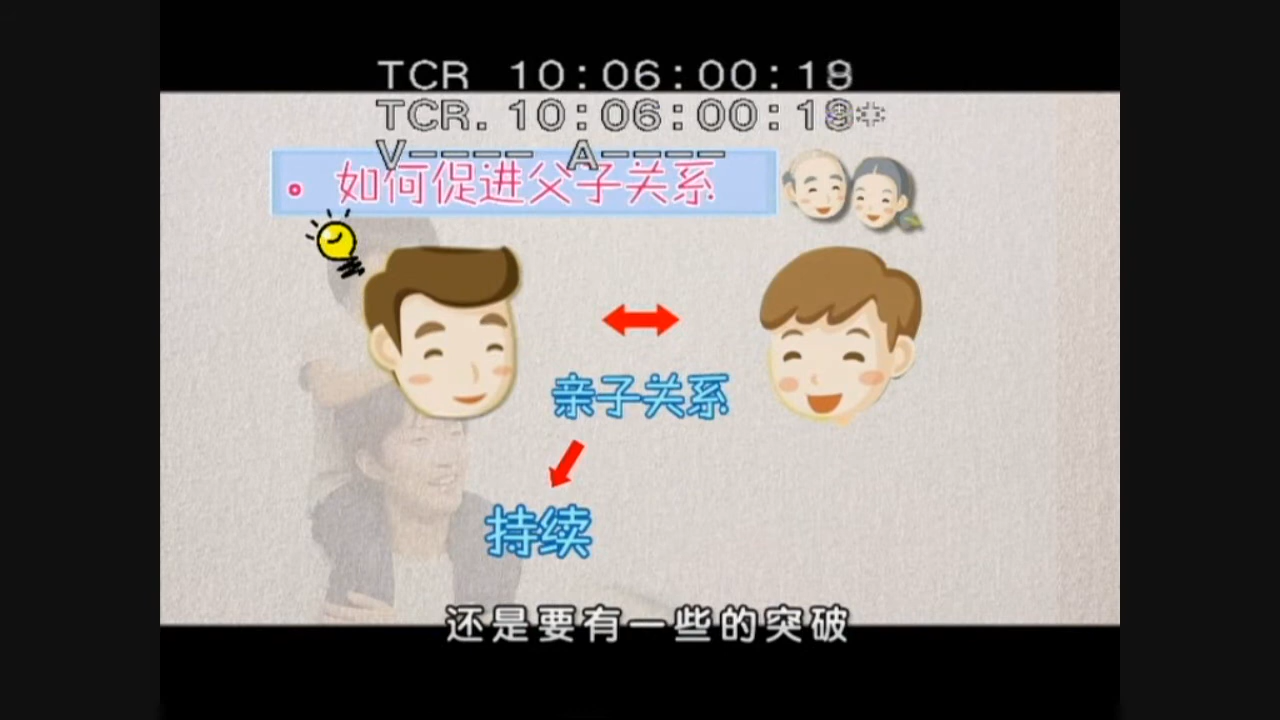 TCR 10:06:00:18
TCR.10:06:00:18
V---- A----
如何促进父子关系
亲子关系
持续
还是要有一些的突破